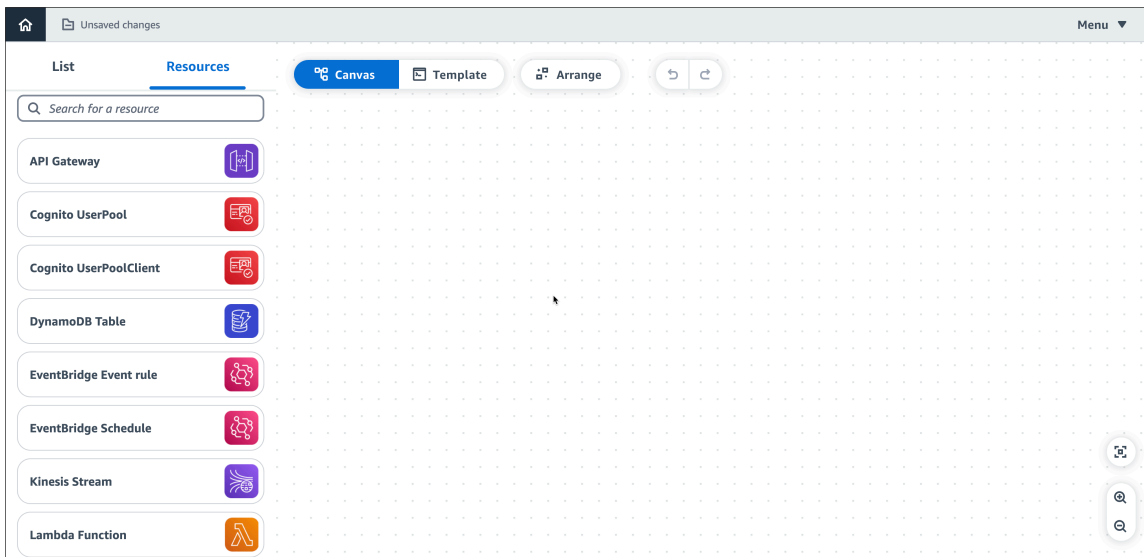 Unsaved changes
Menu
List
Resources
Canvas
Template
Arrange
Search for a resource
API Gateway
Cognito UserPool
Cognito UserPoolClient
DynamoDB Table
EventBridge Event rule
EventBridge Schedule
Kinesis Stream
Lambda Function